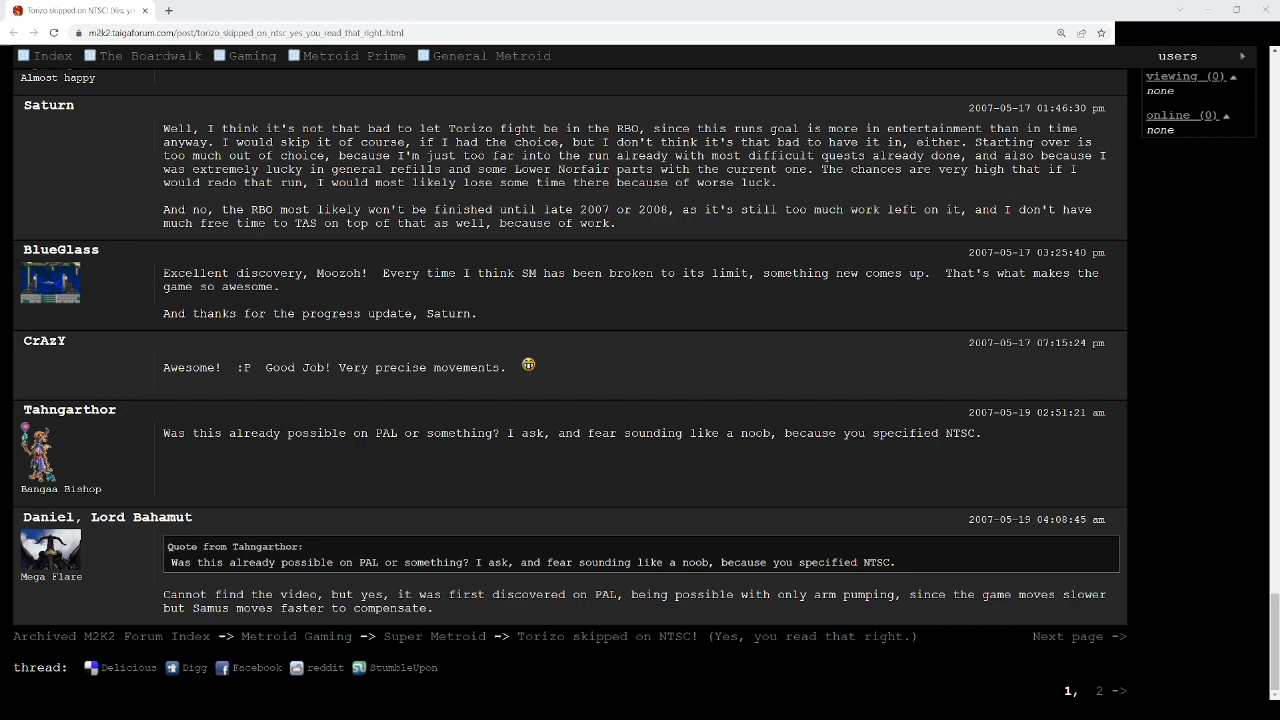 Torizo skipped on NTSC! (Yes, yo
m2k2.taigaforum.com/post/torizo_skipped_on_ntsc_yes_you_read_that_right.html
Index The Boardwalk Gaming Metroid Prime General Metroid
users
Almost happy
viewing (0)
none
online (0)
none
Saturn
2007-05-17 01:46:30 pm
Well, I think it's not that bad to let Torizo fight be in the RBO, since this runs goal is more in entertainment than in time
anyway. I would skip it of course, if I had the choice, but I don't think it's that bad to have it in, either. Starting over is
too much out of choice, because I'm just too far into the run already with most difficult quests already done, and also because I
was extremely lucky in general refills and some Lower Norfair parts with the current one. The chances are very high that if I
would redo that run, I would most likely lose some time there because of worse luck.
And no, the RBO most likely won't be finished until late 2007 or 2008, as it's still too much work left on it, and I don't have
much free time to TAS on top of that as well, because of work.
BlueGlass
2007-05-17 03:25:40 pm
Excellent discovery, Moozoh! Every time I think SM has been broken to its limit, something new comes up. That's what makes the
game so awesome.
And thanks for the progress update, Saturn.
CrAzY
2007-05-17 07:15:24 pm
Awesome! :P Good Job! Very precise movements.
Tahngarthor
2007-05-19 02:51:21 am
Was this already possible on PAL or something? I ask, and fear sounding like a noob, because you specified NTSC.
Bangaa Bishop
Daniel, Lord Bahamut
2007-05-19 04:08:45 am
Quote from Tahngarthor:
Was this already possible on PAL or something? I ask, and fear sounding like a noob, because you specified NTSC.
Mega Flare
Cannot find the video, but yes, it was first discovered on PAL, being possible with only arm pumping, since the game moves slower
but Samus moves faster to compensate.
Archived M2K2 Forum Index -> Metroid Gaming -> Super Metroid -> Torizo skipped on NTSC! (Yes, you read that right.)
Next page ->
thread: Delicious Digg Facebook reddit StumbleUpon
1, 2 ->